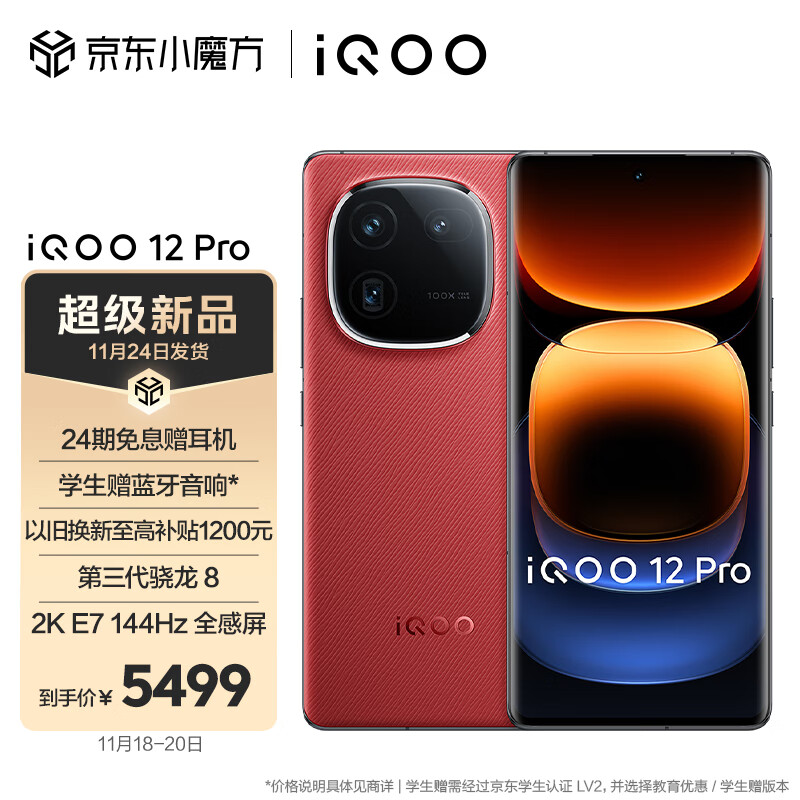 京东小魔方 | iQOO
iQOO 12 Pro
超级新品
11月24日发货
24期免息赠耳机
学生赠蓝牙音响*
以旧换新至高补贴1200元
第三代骁龙 8
2K E7 144Hz 全感屏
到手价¥5499
11月18-20日
100X
iQOO
iQOO 12 Pro
*价格说明具体见商详 | 学生赠需经过京东学生认证 LV2, 并选择教育优惠 / 学生赠版本